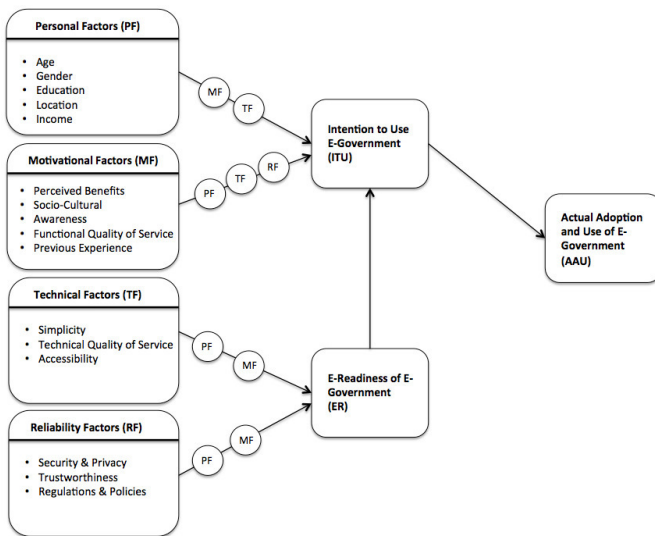 Personal Factors (PF)
• Age
• Gender
• Education
• Location
• Income
MF
TF
Motivational Factors (MF)
• Perceived Benefits
• Socio-Cultural
• Awareness
• Functional Quality of Service
• Previous Experience
PF
TF
RF
Intention to Use
E-Government
(ITU)
Actual Adoption
and Use of E-
Government
(AAU)
Technical Factors (TF)
• Simplicity
• Technical Quality of Service
• Accessibility
PF
MF
E-Readiness of E-
Government
(ER)
Reliability Factors (RF)
• Security & Privacy
• Trustworthiness
• Regulations & Policies
PF
MF